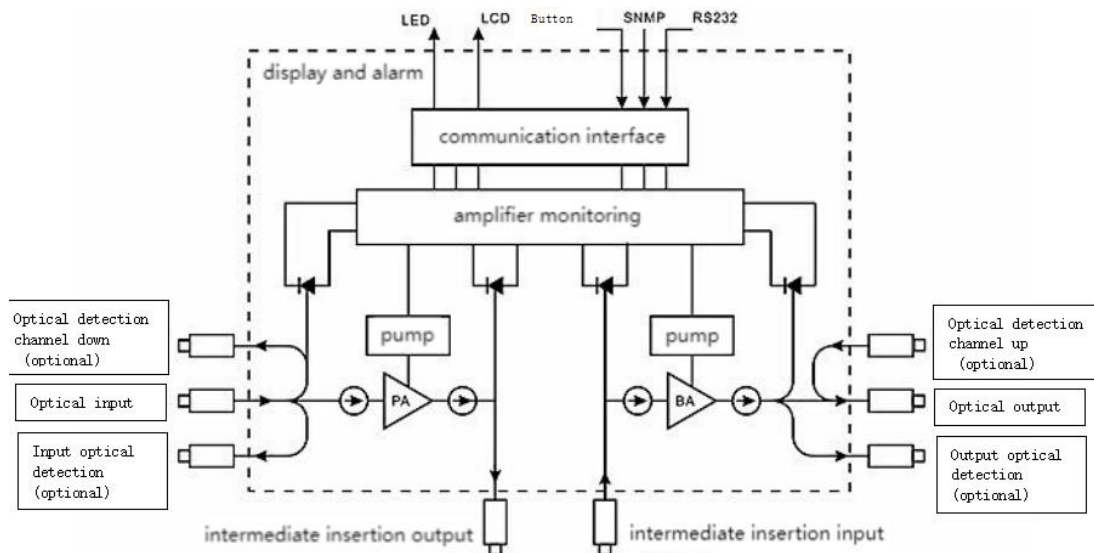 LED
LCD
Button
SNMP
RS232
display and alarm
communication interface
amplifier monitoring
pump
pump
PA
BA
Optical detection
channel down
(optional)
Optical input
Input optical
detection
(optional)
Optical detection
channel up
(optional)
Optical output
Output optical
detection
(optional)
intermediate insertion output
intermediate insertion input